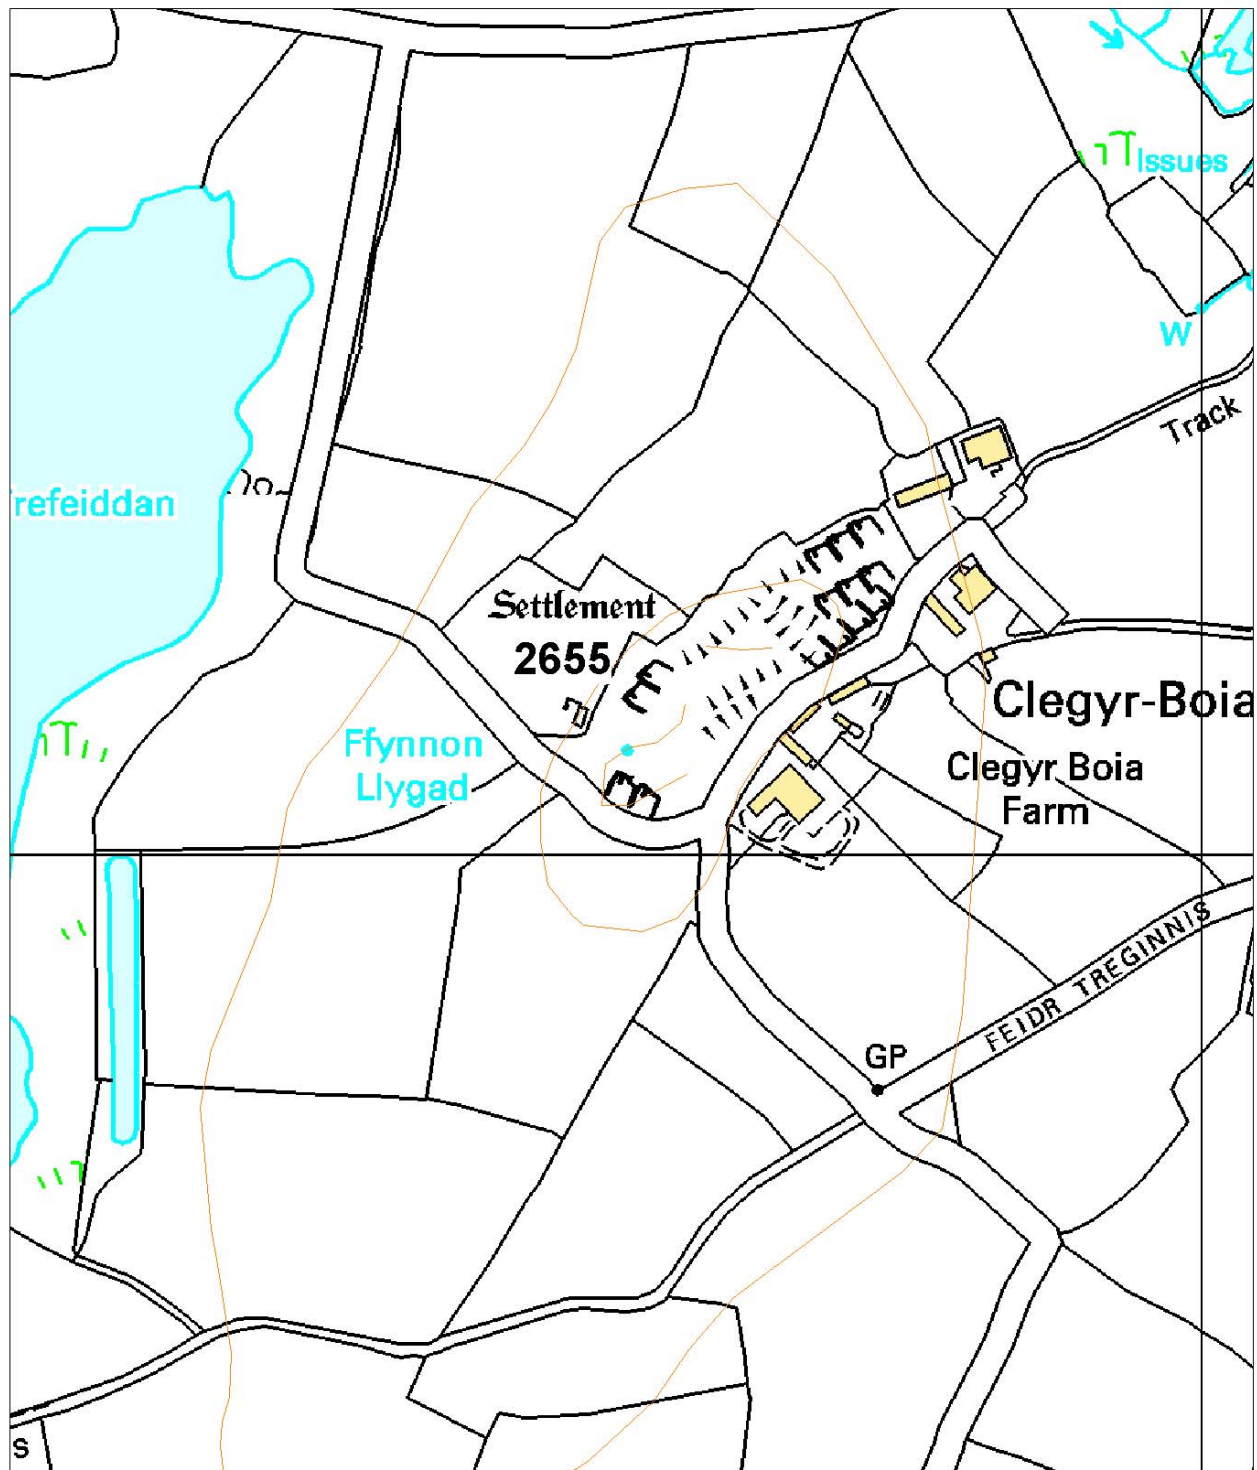 Issues
W
Track
refeiddan
Settlement
2655
Clegyr-Boia
Ffynnon
Llygad
Clegyr Boia
Farm
FEIDR TREGINNIS
GP
S